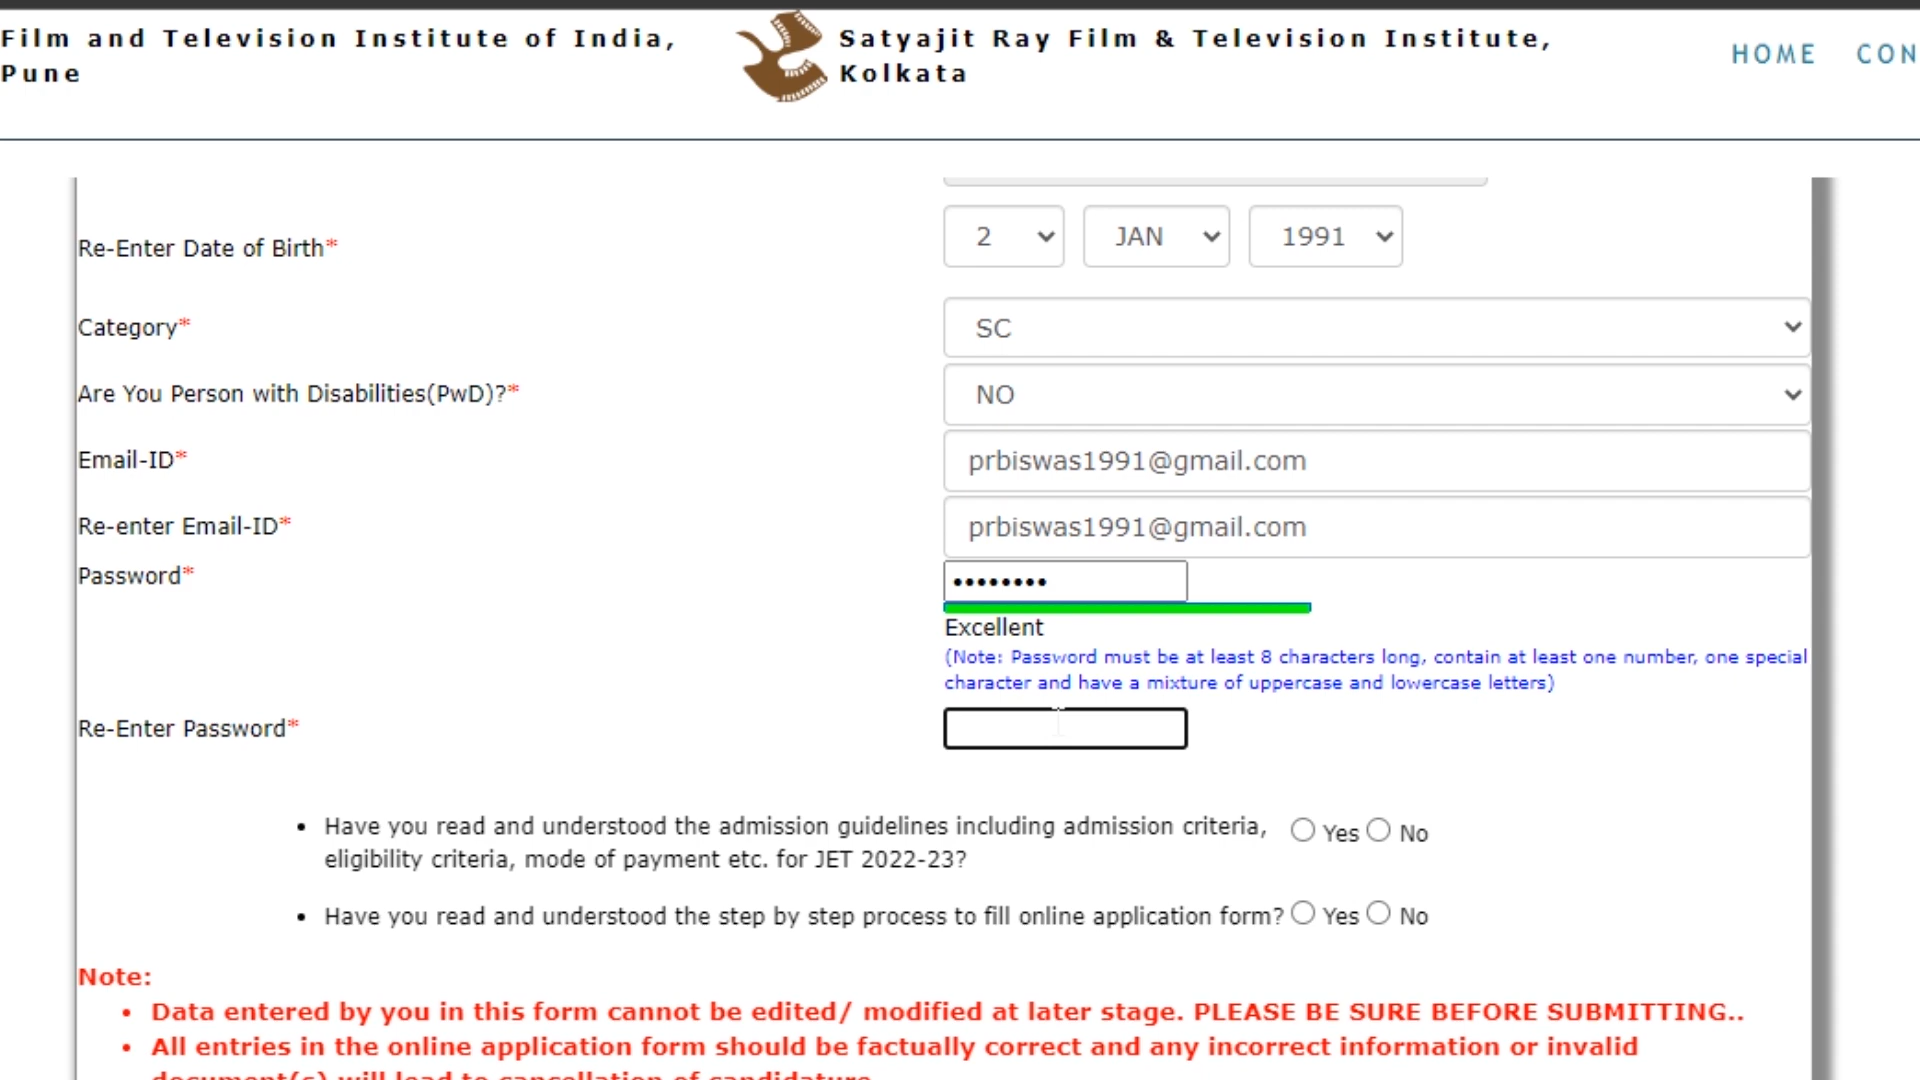 Film and Television Institute of India,
Pune
Satyajit Ray Film & Television Institute,
Kolkata
HOME CON
Re-Enter Date of Birth* 2 JAN 1991
Category* SC
Are You Person with Disabilities(PwD)?* NO
Email-ID* prbiswas1991@gmail.com
Re-enter Email-ID* prbiswas1991@gmail.com
Password* ••••••••
Excellent
(Note: Password must be at least 8 characters long, contain at least one number, one special
character and have a mixture of uppercase and lowercase letters)
Re-Enter Password*
• Have you read and understood the admission guidelines including admission criteria, Yes No
eligibility criteria, mode of payment etc. for JET 2022-23?
• Have you read and understood the step by step process to fill online application form? Yes No
Note:
• Data entered by you in this form cannot be edited/ modified at later stage. PLEASE BE SURE BEFORE SUBMITTING..
• All entries in the online application form should be factually correct and any incorrect information or invalid
document(s) will lead to cancellation of candidature